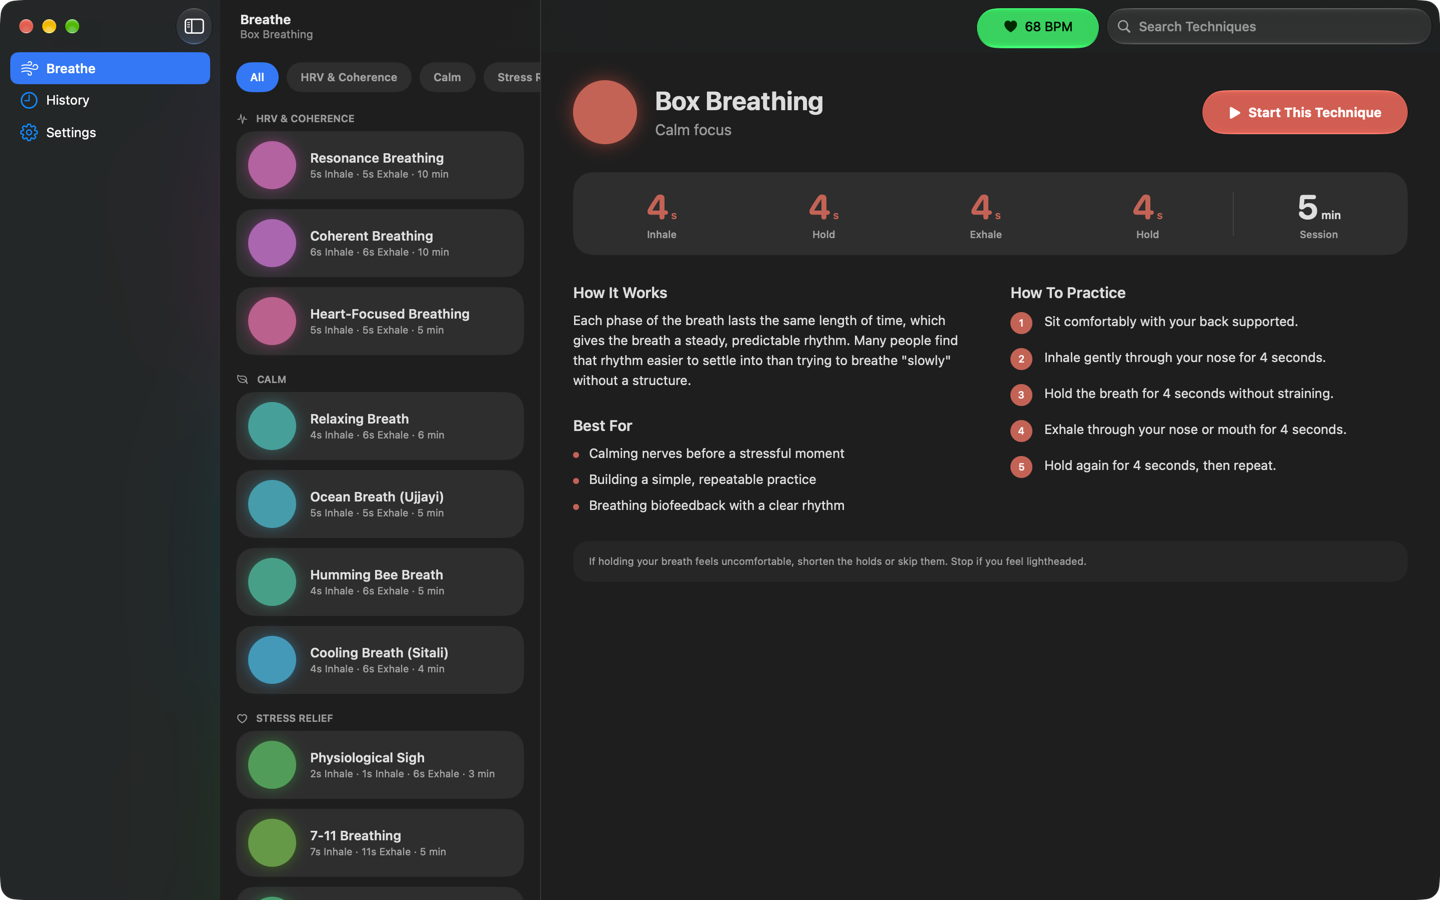 Breathe
History
Settings
Breathe
Box Breathing
All
HRV & Coherence
Calm
Stress R
HRV & COHERENCE
Resonance Breathing
5s Inhale · 5s Exhale · 10 min
Coherent Breathing
6s Inhale · 6s Exhale · 10 min
Heart-Focused Breathing
5s Inhale · 5s Exhale · 5 min
CALM
Relaxing Breath
4s Inhale · 6s Exhale · 6 min
Ocean Breath (Ujjayi)
5s Inhale · 5s Exhale · 5 min
Humming Bee Breath
4s Inhale · 6s Exhale · 5 min
Cooling Breath (Sitali)
4s Inhale · 6s Exhale · 4 min
STRESS RELIEF
Physiological Sigh
2s Inhale · 1s Inhale · 6s Exhale · 3 min
7-11 Breathing
7s Inhale · 11s Exhale · 5 min
68 BPM
Search Techniques
Box Breathing
Calm focus
Start This Technique
4 s
Inhale
4 s
Hold
4 s
Exhale
4 s
Hold
5 min
Session
How It Works
Each phase of the breath lasts the same length of time, which
gives the breath a steady, predictable rhythm. Many people find
that rhythm easier to settle into than trying to breathe "slowly"
without a structure.
Best For
Calming nerves before a stressful moment
Building a simple, repeatable practice
Breathing biofeedback with a clear rhythm
How To Practice
1 Sit comfortably with your back supported.
2 Inhale gently through your nose for 4 seconds.
3 Hold the breath for 4 seconds without straining.
4 Exhale through your nose or mouth for 4 seconds.
5 Hold again for 4 seconds, then repeat.
If holding your breath feels uncomfortable, shorten the holds or skip them. Stop if you feel lightheaded.